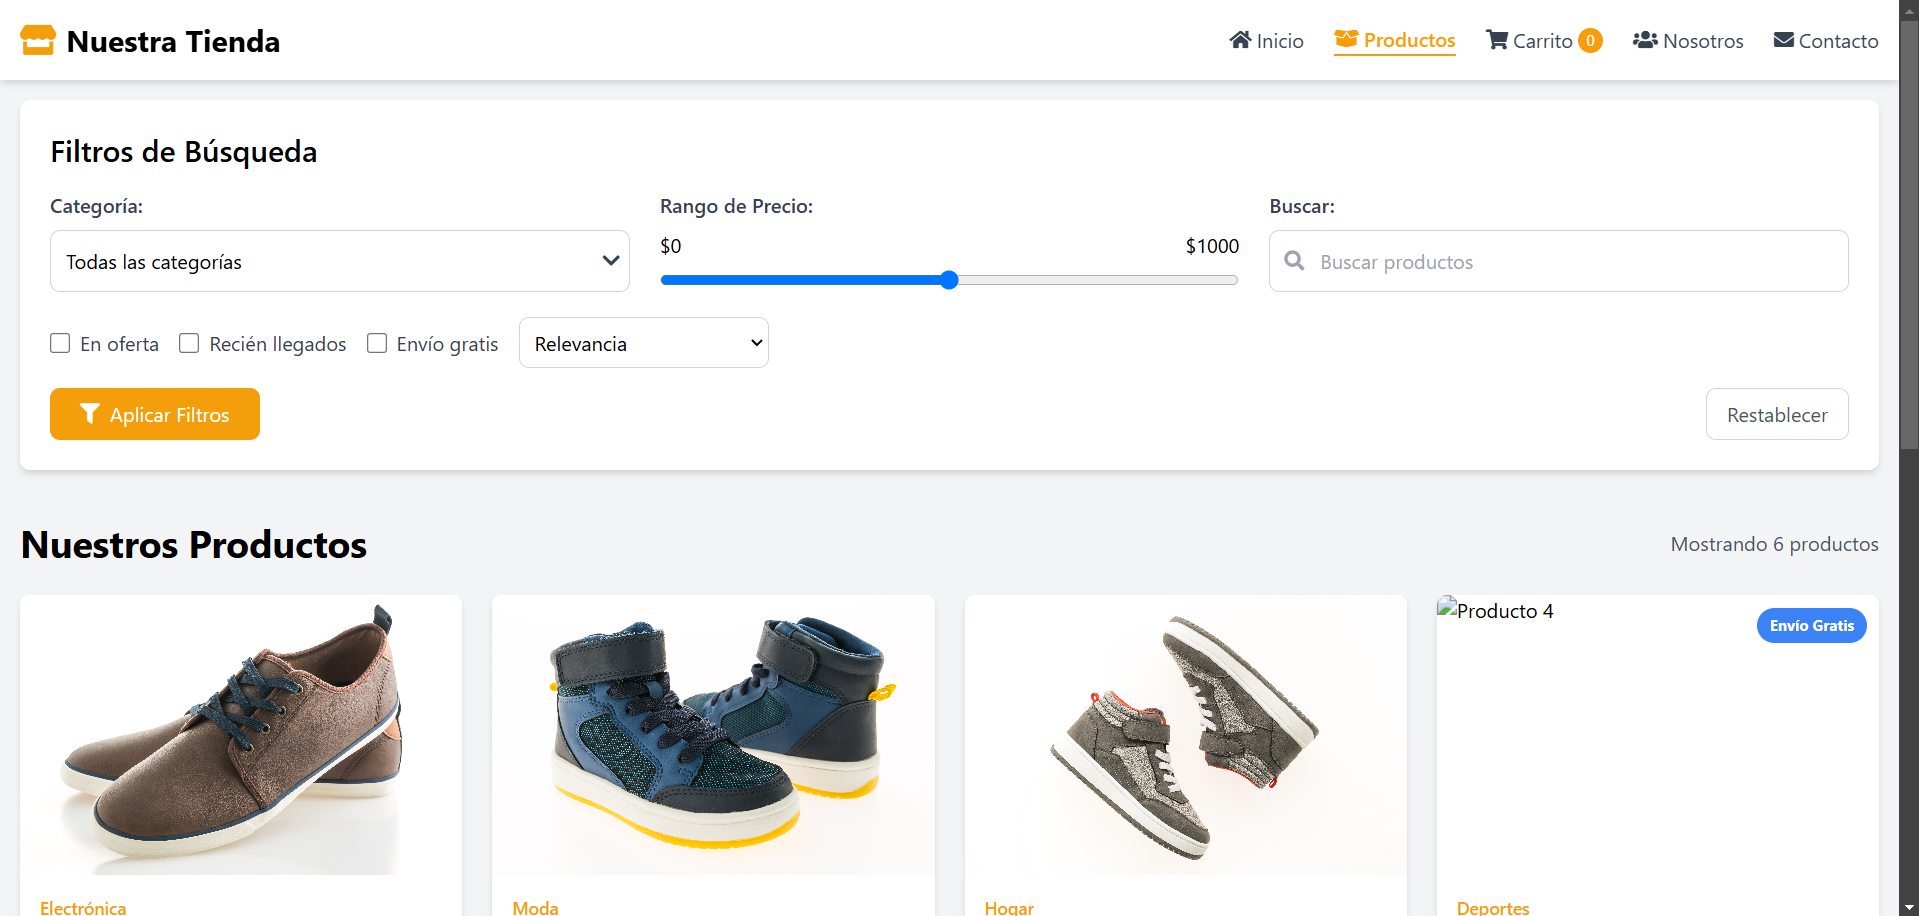 Nuestra Tienda
Inicio
Productos
Carrito 0
Nosotros
Contacto
Filtros de Búsqueda
Categoría:
Todas las categorías
Rango de Precio:
$0 $1000
Buscar:
Buscar productos
En oferta
Recién llegados
Envío gratis
Relevancia
Aplicar Filtros
Restablecer
Nuestros Productos
Mostrando 6 productos
Producto 4
Envío Gratis
Electrónica
Moda
Hogar
Deportes